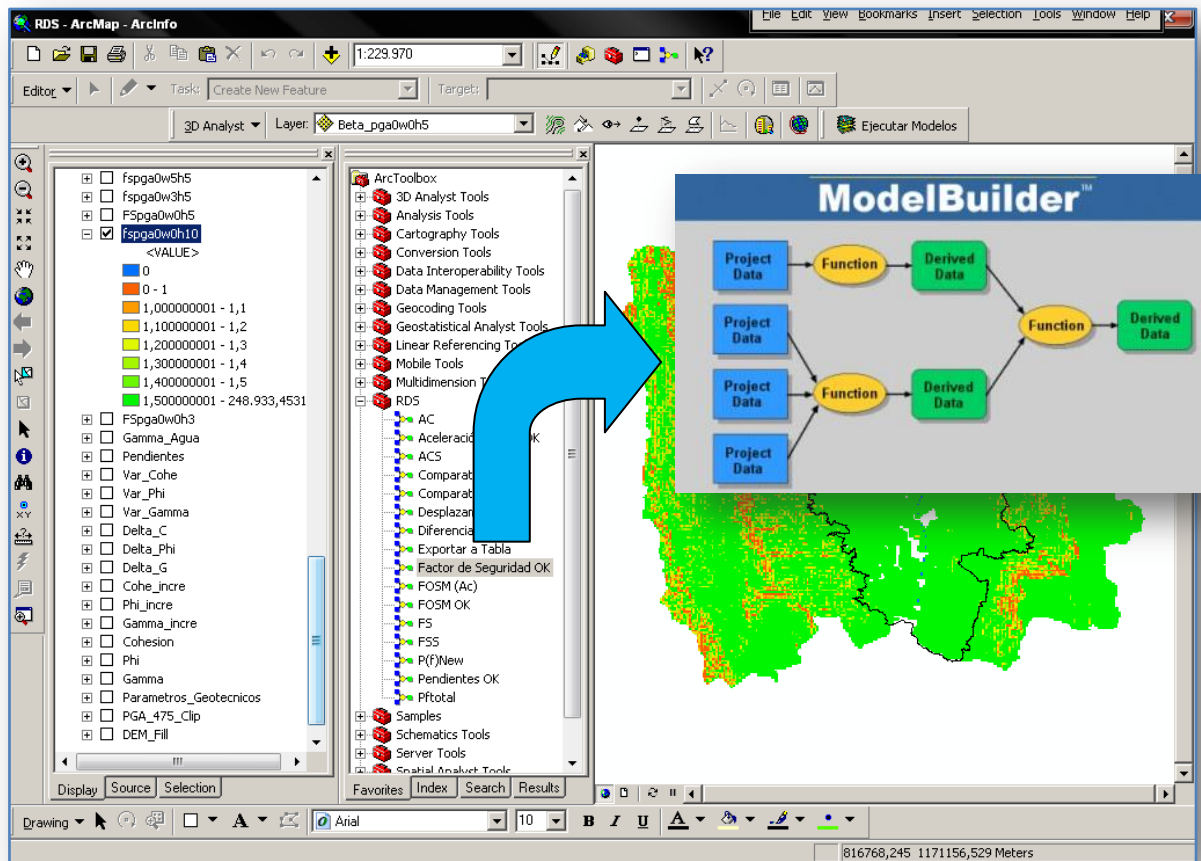 RDS - ArcMap - ArcInfo
File Edit View Bookmarks Insert Selection Tools Window Help
1:229.970
Editor Task: Create New Feature Target:
3D Analyst Layer: Beta_pga0w0h5 Ejecutar Modelos
fspga0w5h5
fspga0w3h5
FSpga0w0h5
fspga0w0h10
<VALUE>
0
0 - 1
1,000000001 - 1,1
1,100000001 - 1,2
1,200000001 - 1,3
1,300000001 - 1,4
1,400000001 - 1,5
1,500000001 - 248.933,4531
FSpga0w0h3
Gamma_Agua
Pendientes
Var_Cohe
Var_Phi
Var_Gamma
Delta_C
Delta_Phi
Delta_G
Cohe_incre
Phi_incre
Gamma_incre
Cohesion
Phi
Gamma
Parametros_Geotecnicos
PGA_475_Clip
DEM_Fill
Display Source Selection
ArcToolbox
3D Analyst Tools
Analysis Tools
Cartography Tools
Conversion Tools
Data Interoperability Tools
Data Management Tools
Geocoding Tools
Geostatistical Analyst Tools
Linear Referencing
Mobile Tools
Multidimension
RDS
AC
OK
ACS
Exportar a Tabla
Factor de Seguridad OK
FOSM (Ac)
FOSM OK
FS
FSS
P(f)New
Pendientes OK
Pftotal
Samples
Schematics Tools
Server Tools
Spatial Analyst Tools
Favorites Index Search Results
ModelBuilder™
Project Data
Function
Derived Data
Project Data
Function
Derived Data
Project Data
Function
Derived Data
Project Data
Drawing Arial 10 B I U A
816768,245 1171156,529 Meters